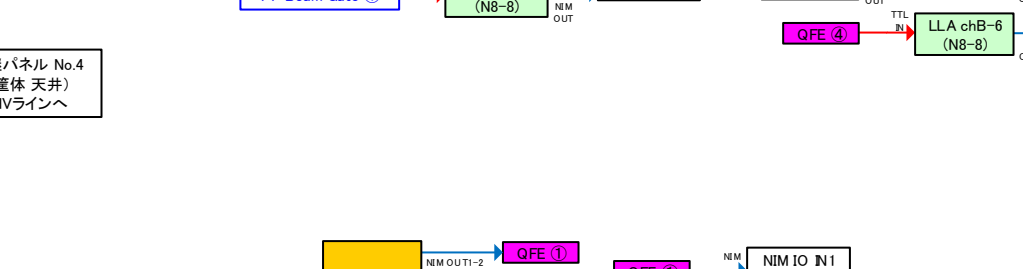 (N8-8)
NIM
OUT
TTL
IN
QFE ④
LLA chB-6
(N8-8)
パネル No.4
筐体 天井)
IVラインへ
NIM OUT1-2
QFE ①
NIM
NIM IO IN1